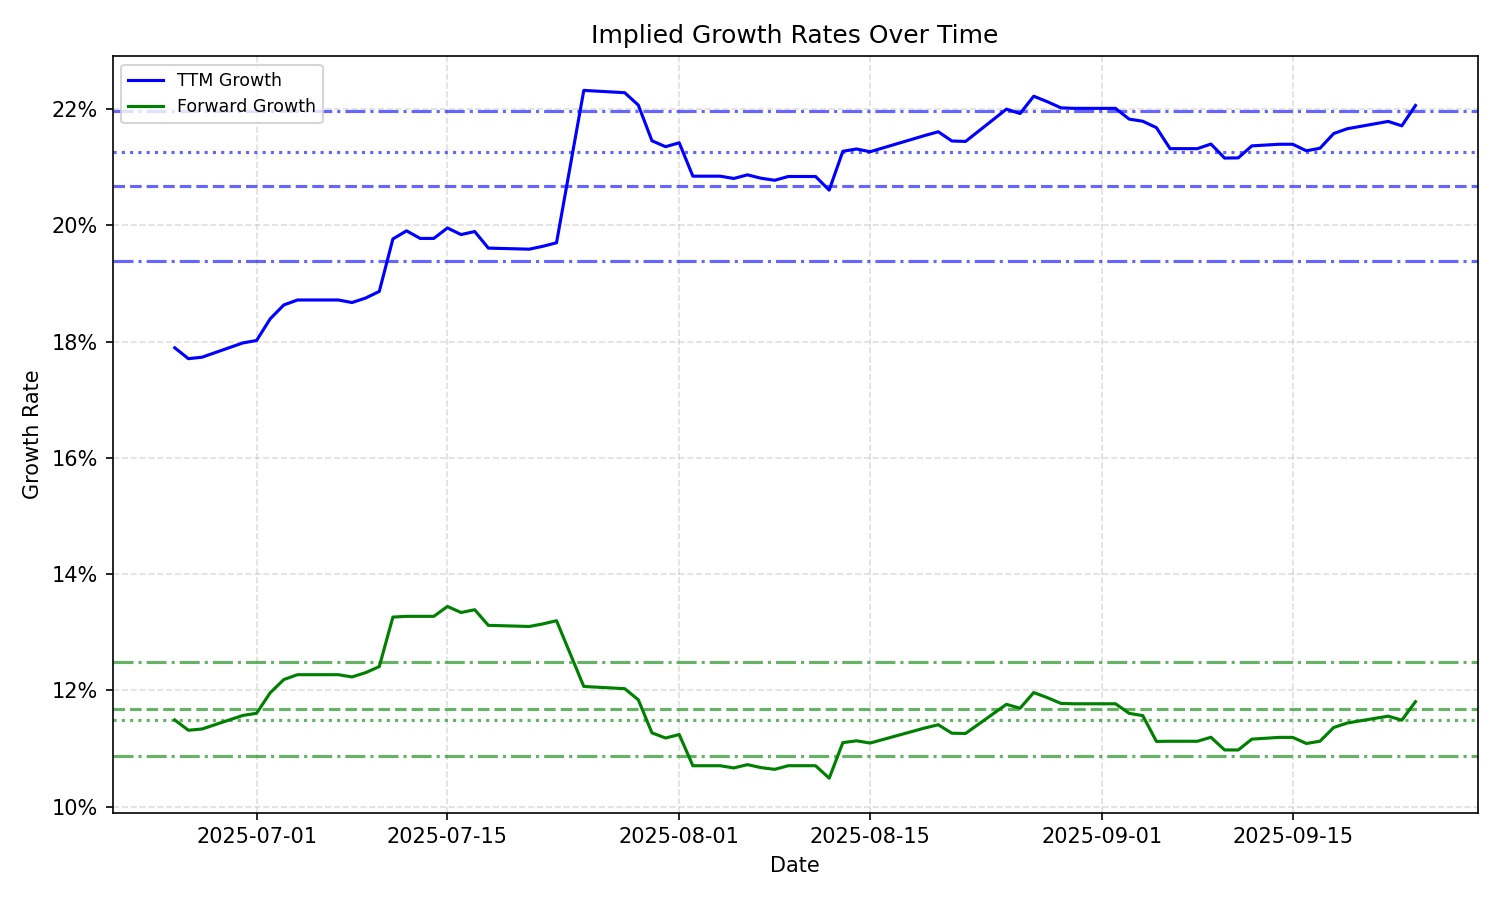 Implied Growth Rates Over Time
TTM Growth
Forward Growth
22%
20%
18%
16%
14%
12%
10%
Growth Rate
2025-07-01
2025-07-15
2025-08-01
2025-08-15
2025-09-01
2025-09-15
Date